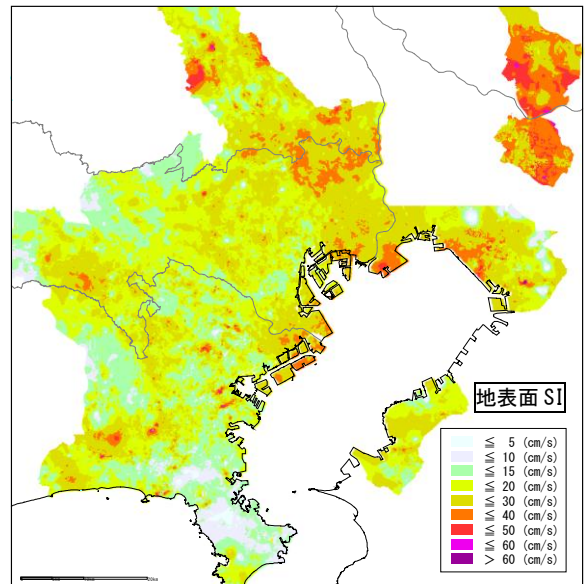 地表面 SI
≦ 5 (cm/s)
≦ 10 (cm/s)
≦ 15 (cm/s)
≦ 20 (cm/s)
≦ 30 (cm/s)
≦ 40 (cm/s)
≦ 50 (cm/s)
≦ 60 (cm/s)
> 60 (cm/s)